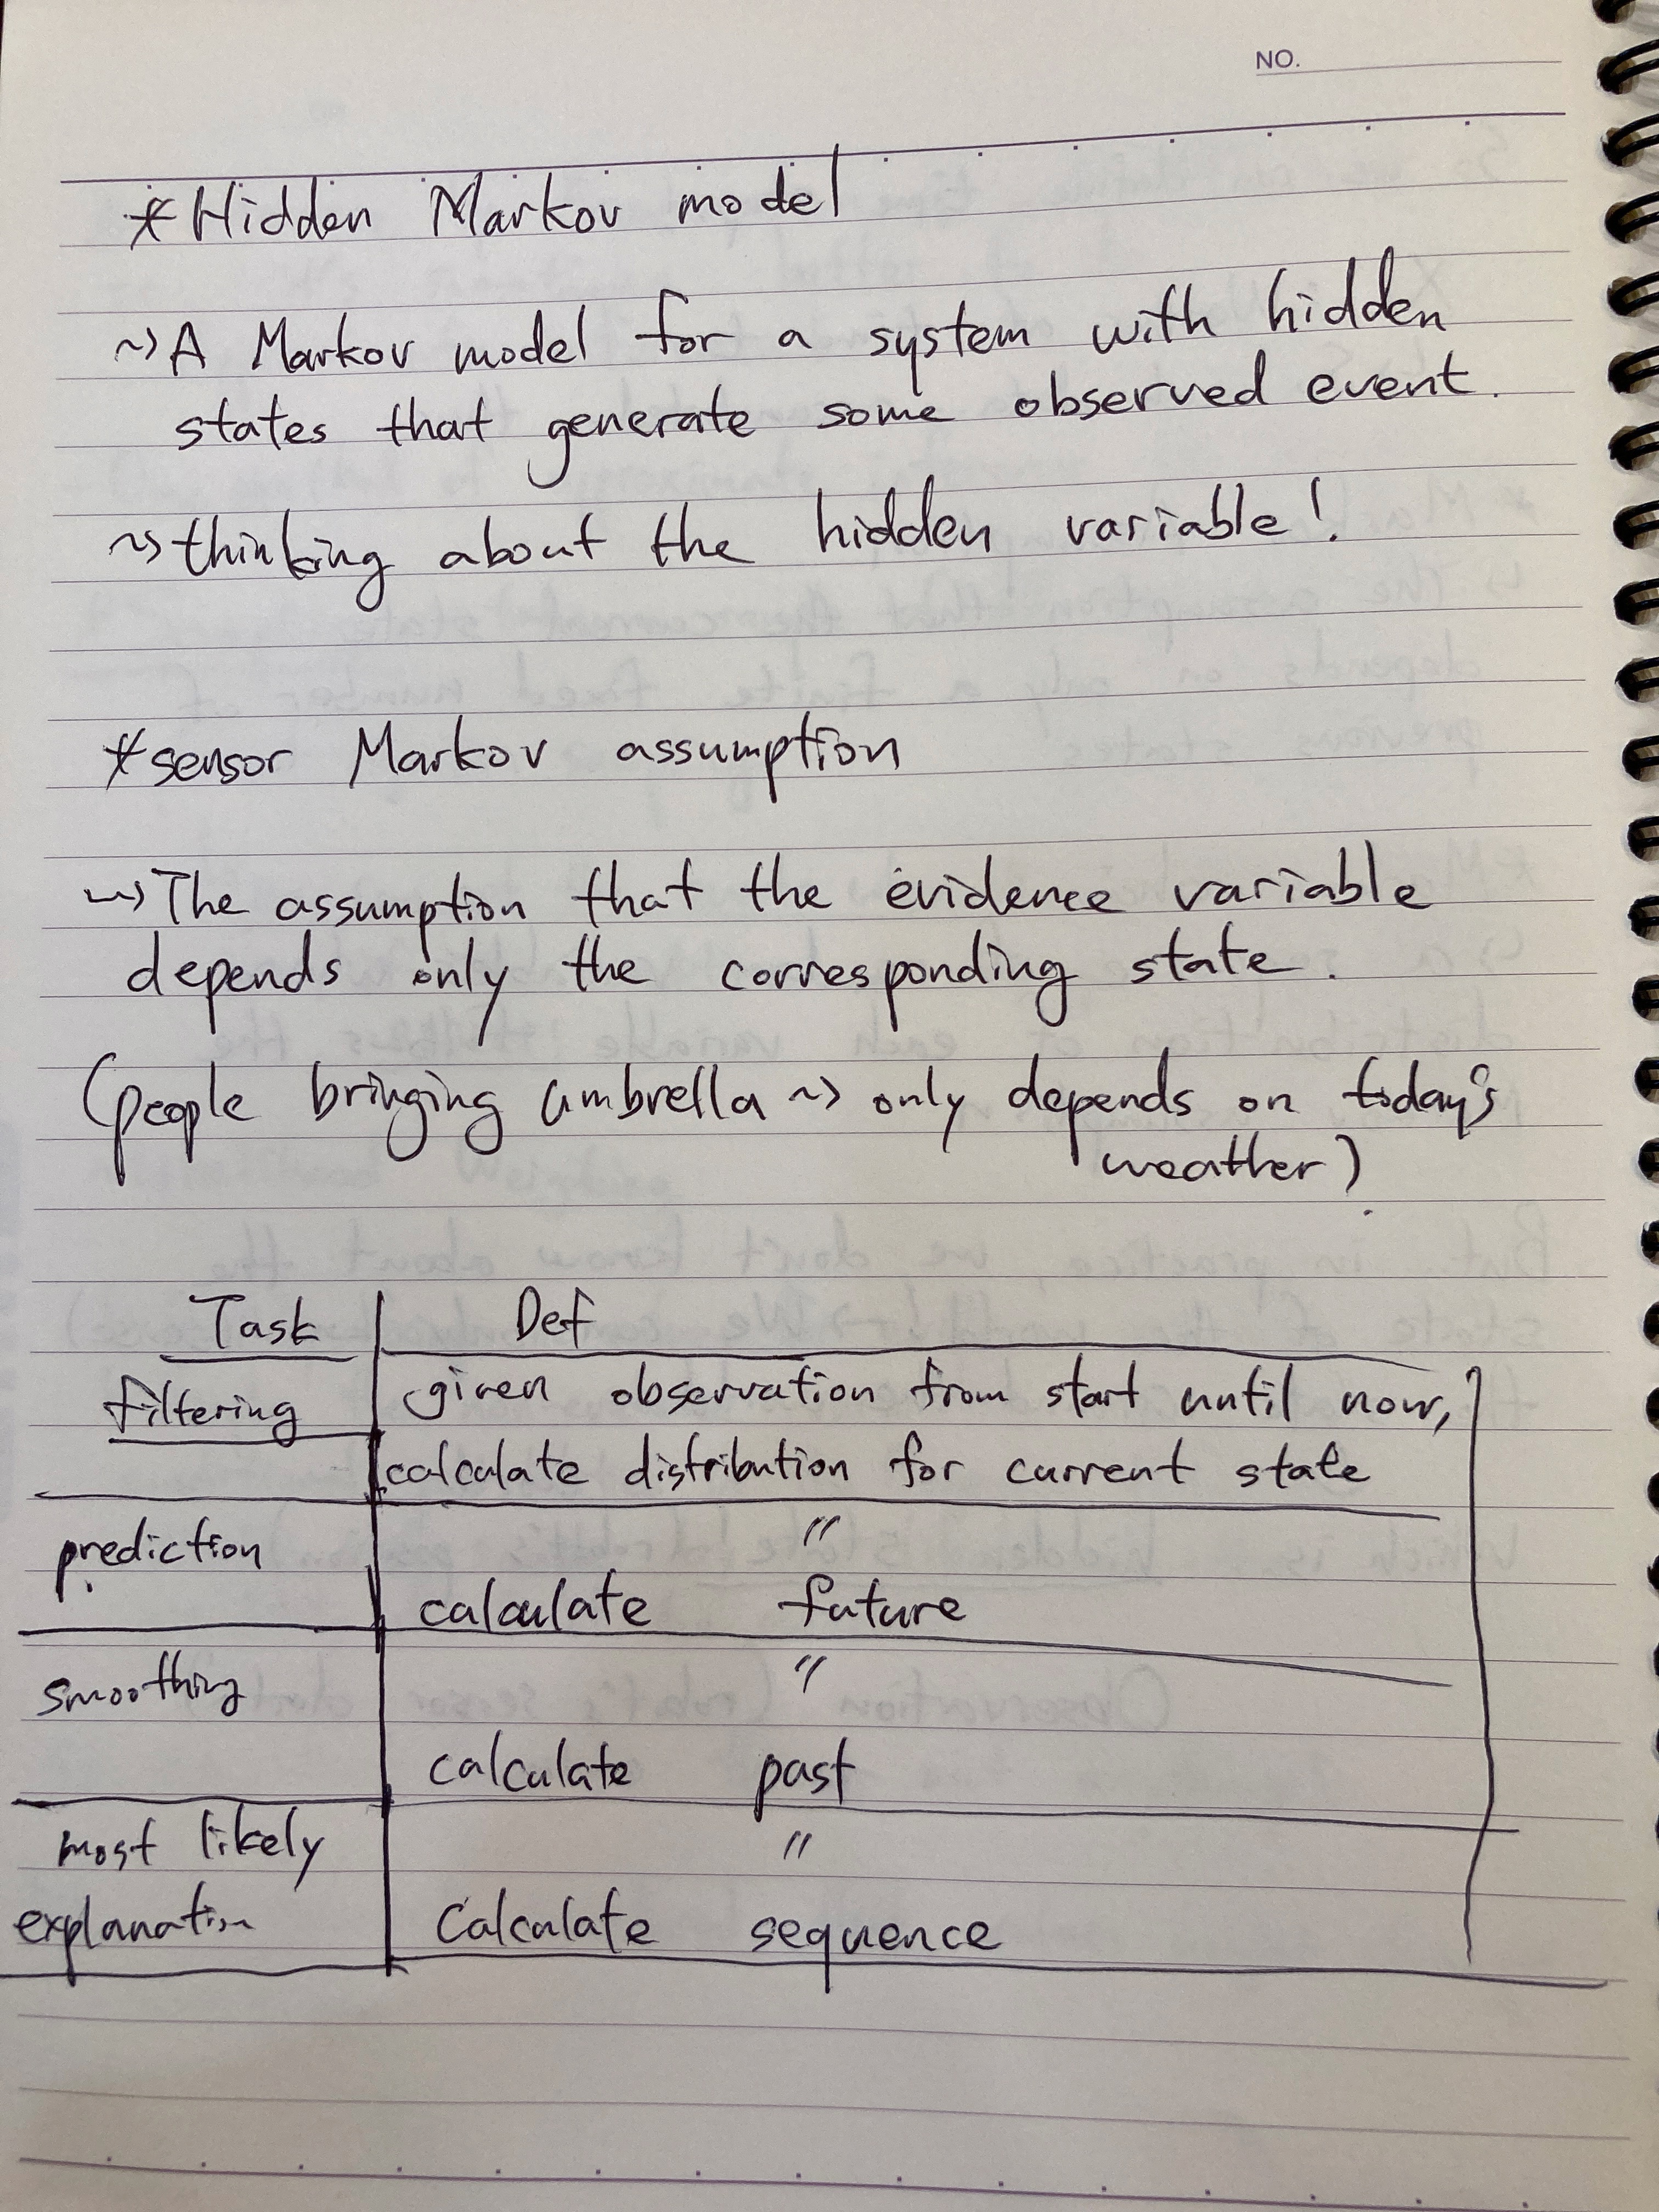 NO.
*Hidden Markov model
~> A Markov model for a system with hidden
states that generate some observed event.
~> thinking about the hidden variable!
*sensor Markov assumption
~> The assumption that the evidence variable
depends only the corresponding state.
(people bringing umbrella ~> only depends on today's
weather)
Task Def
filtering given observation from start until now,
calculate distribution for current state
prediction 〃
calculate future
smoothing 〃
calculate past
most likely 〃
explanation Calculate sequence